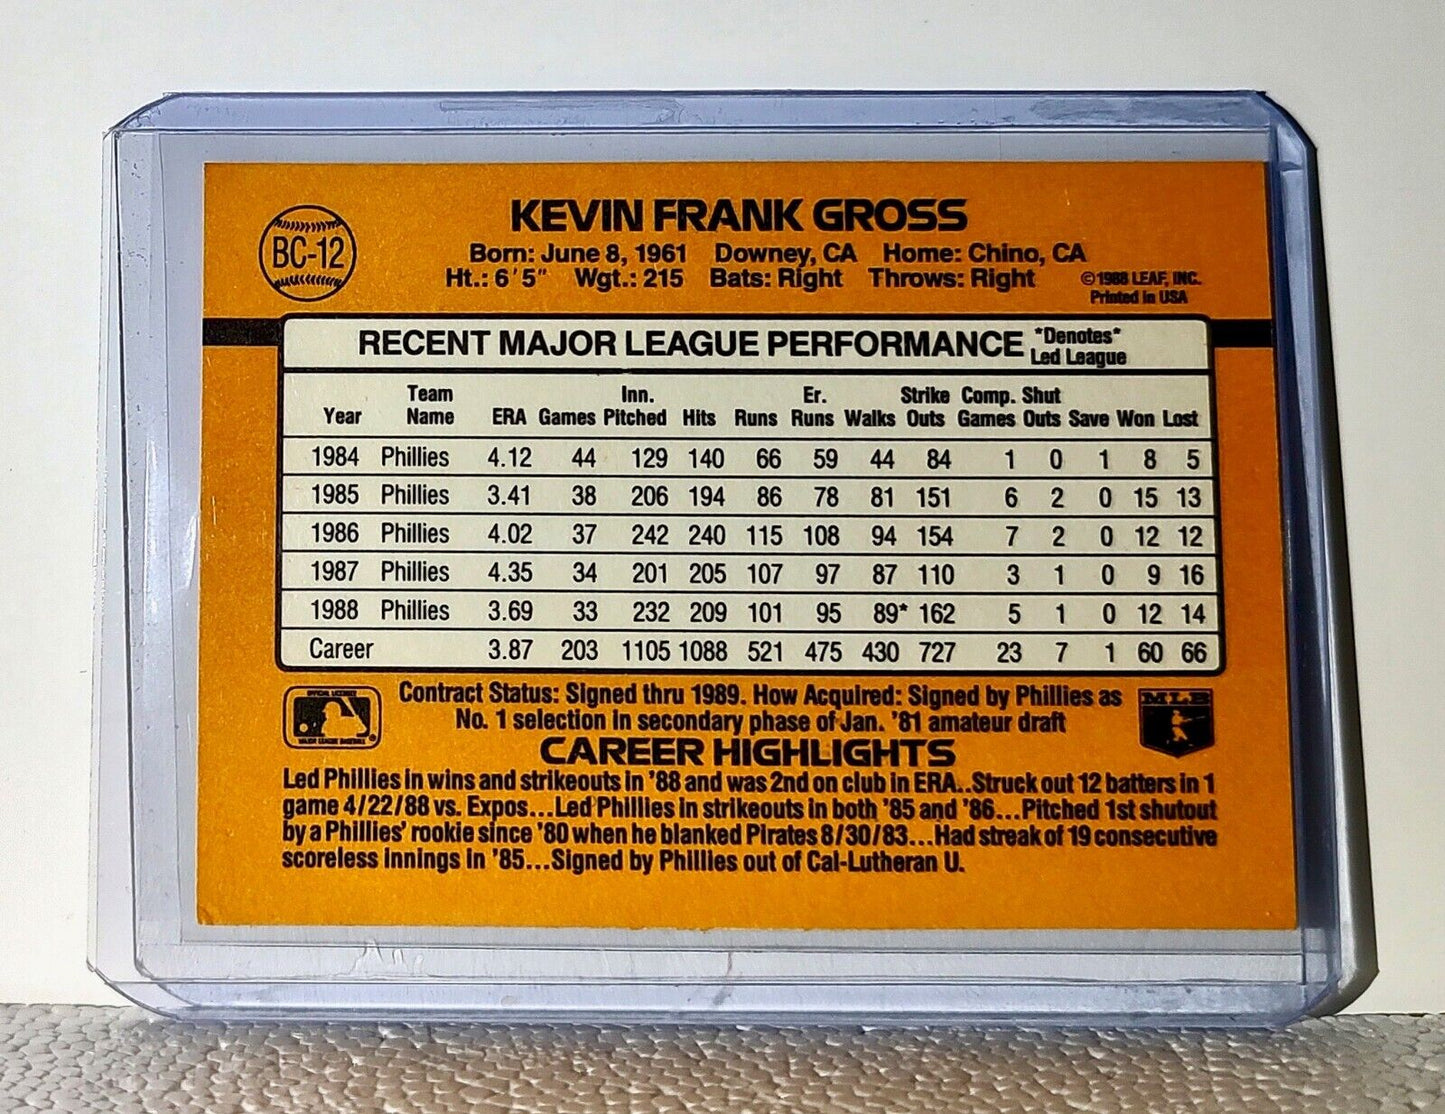 KEVIN FRANK GROSS
BC-12
Born: June 8, 1961 Downey, CA Home: Chino, CA
Ht.: 6'5" Wgt.: 215 Bats: Right Throws: Right
©1988 LEAF, INC.
Printed in USA
RECENT MAJOR LEAGUE PERFORMANCE *Denotes* Led League
Year Team Name ERA Games Inn. Pitched Hits Runs Er. Runs Walks Strike Outs Comp. Games Shut Outs Save Won Lost
1984 Phillies 4.12 44 129 140 66 59 44 84 1 0 1 8 5
1985 Phillies 3.41 38 206 194 86 78 81 151 6 2 0 15 13
1986 Phillies 4.02 37 242 240 115 108 94 154 7 2 0 12 12
1987 Phillies 4.35 34 201 205 107 97 87 110 3 1 0 9 16
1988 Phillies 3.69 33 232 209 101 95 89* 162 5 1 0 12 14
Career 3.87 203 1105 1088 521 475 430 727 23 7 1 60 66
Contract Status: Signed thru 1989. How Acquired: Signed by Phillies as
No. 1 selection in secondary phase of Jan. '81 amateur draft
MLB
CAREER HIGHLIGHTS
Led Phillies in wins and strikeouts in '88 and was 2nd on club in ERA..Struck out 12 batters in 1
game 4/22/88 vs. Expos...Led Phillies in strikeouts in both '85 and '86...Pitched 1st shutout
by a Phillies' rookie since '80 when he blanked Pirates 8/30/83...Had streak of 19 consecutive
scoreless innings in '85...Signed by Phillies out of Cal-Lutheran U.